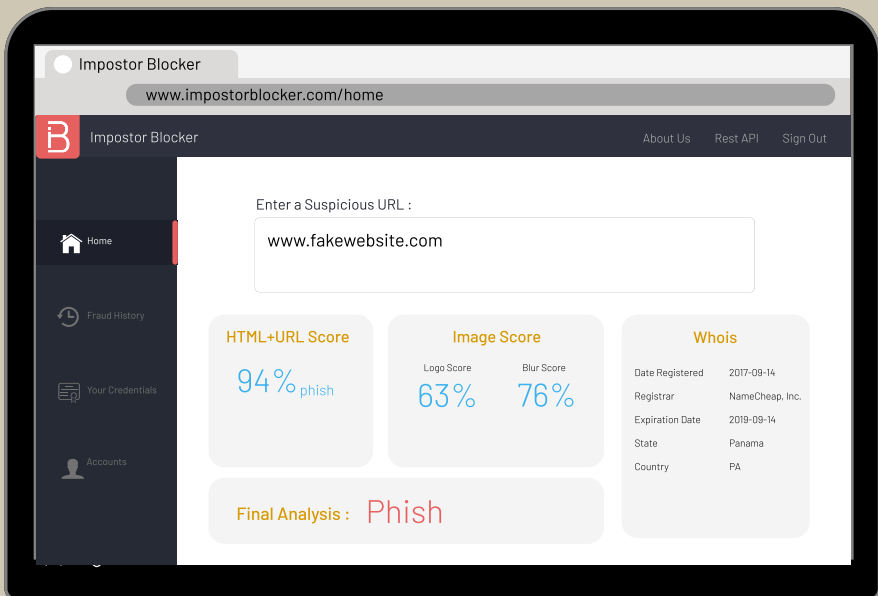 Impostor Blocker
www.impostorblocker.com/home
iB Impostor Blocker About Us Rest API Sign Out
Home
Fraud History
Your Credentials
Accounts
Enter a Suspicious URL :
www.fakewebsite.com
HTML+URL Score
94% phish
Image Score
Logo Score Blur Score
63% 76%
Whois
Date Registered 2017-09-14
Registrar NameCheap, Inc.
Expiration Date 2019-09-14
State Panama
Country PA
Final Analysis : Phish